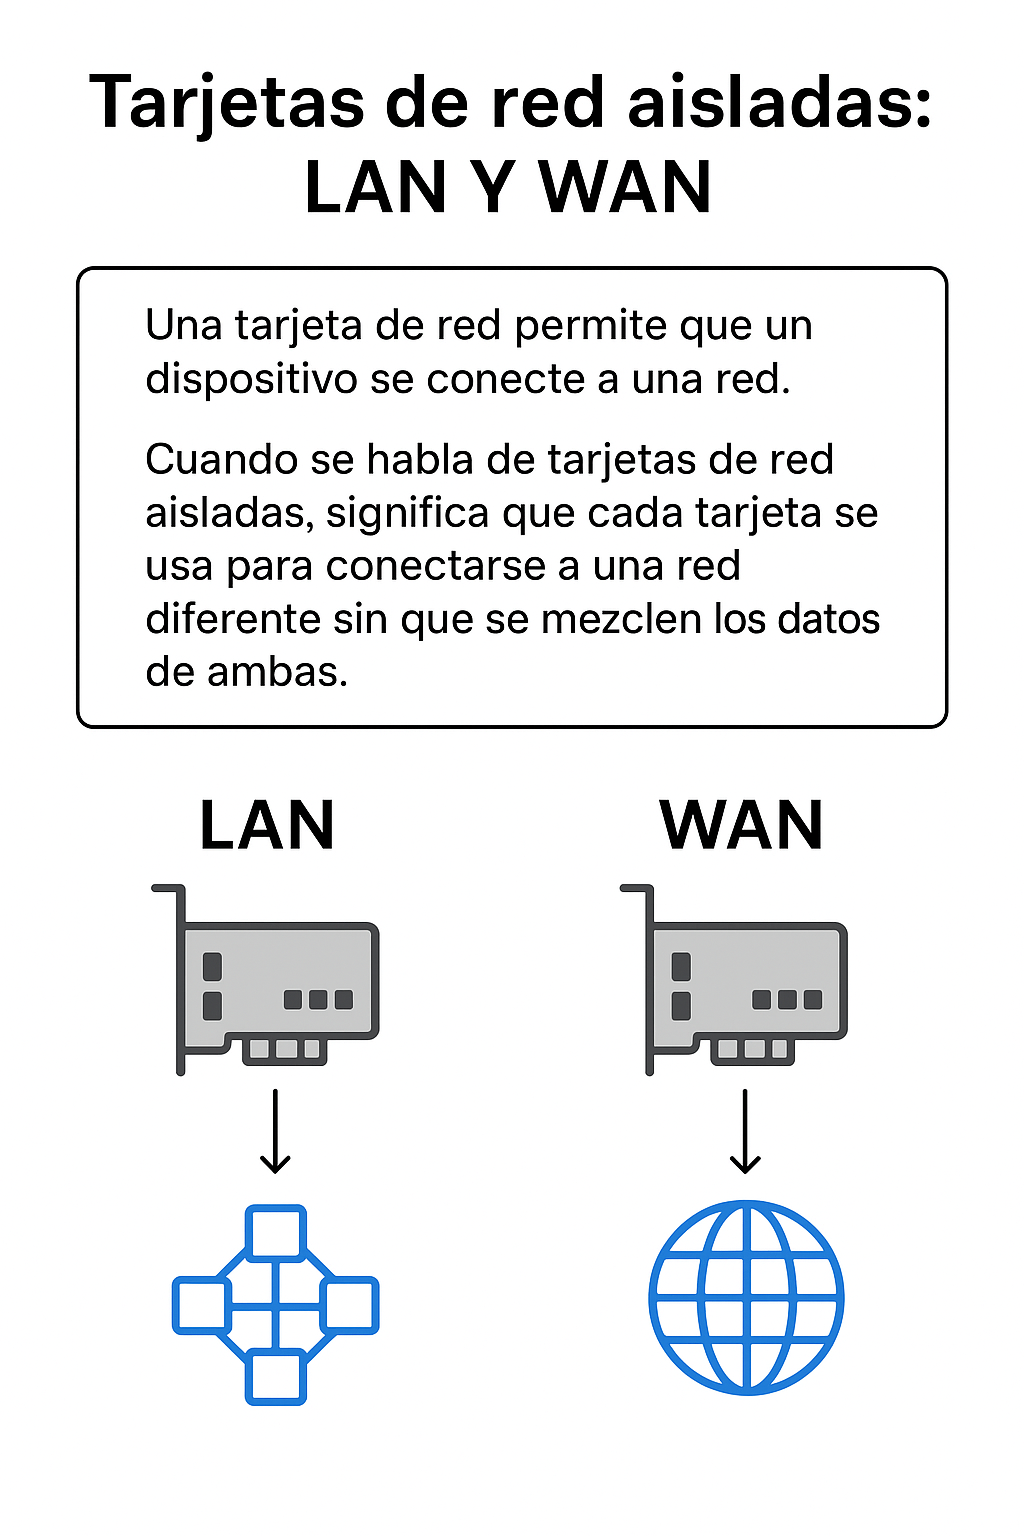 Tarjetas de red aisladas:
LAN Y WAN
Una tarjeta de red permite que un
dispositivo se conecte a una red.
Cuando se habla de tarjetas de red
aisladas, significa que cada tarjeta se
usa para conectarse a una red
diferente sin que se mezclen los datos
de ambas.
LAN
WAN